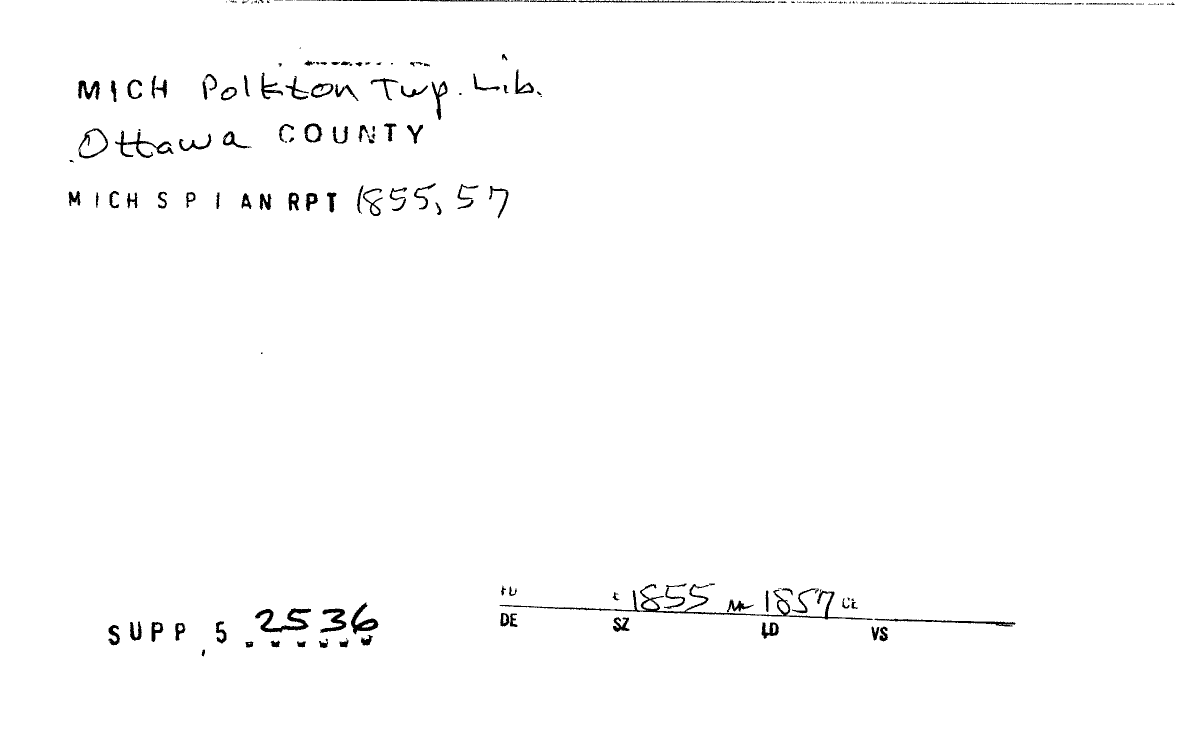 MICH Polkton Twp. Lib.
Ottawa COUNTY
MICH S P I AN RPT 1855, 57
1855 1857
SUPP 5 2536
DE SZ LD VS